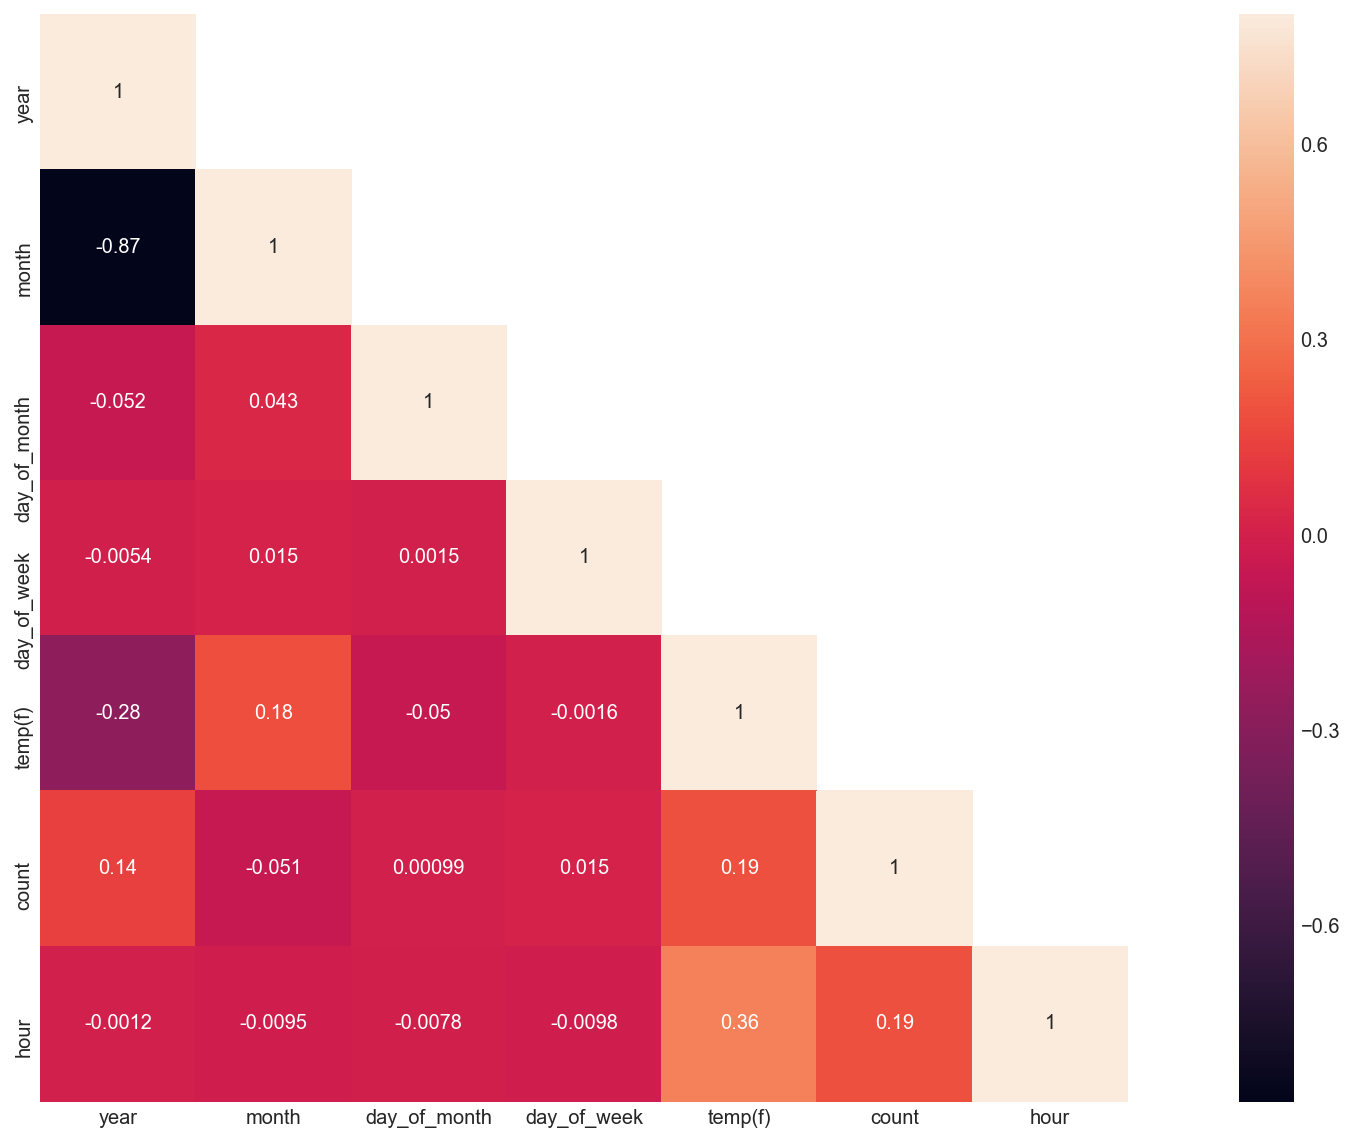 year
1
month
-0.87
1
day_of_month
-0.052
0.043
1
day_of_week
-0.0054
0.015
0.0015
1
temp(f)
-0.28
0.18
-0.05
-0.0016
1
count
0.14
-0.051
0.00099
0.015
0.19
1
hour
-0.0012
-0.0095
-0.0078
-0.0098
0.36
0.19
1
year
month
day_of_month
day_of_week
temp(f)
count
hour
0.6
0.3
0.0
−0.3
−0.6